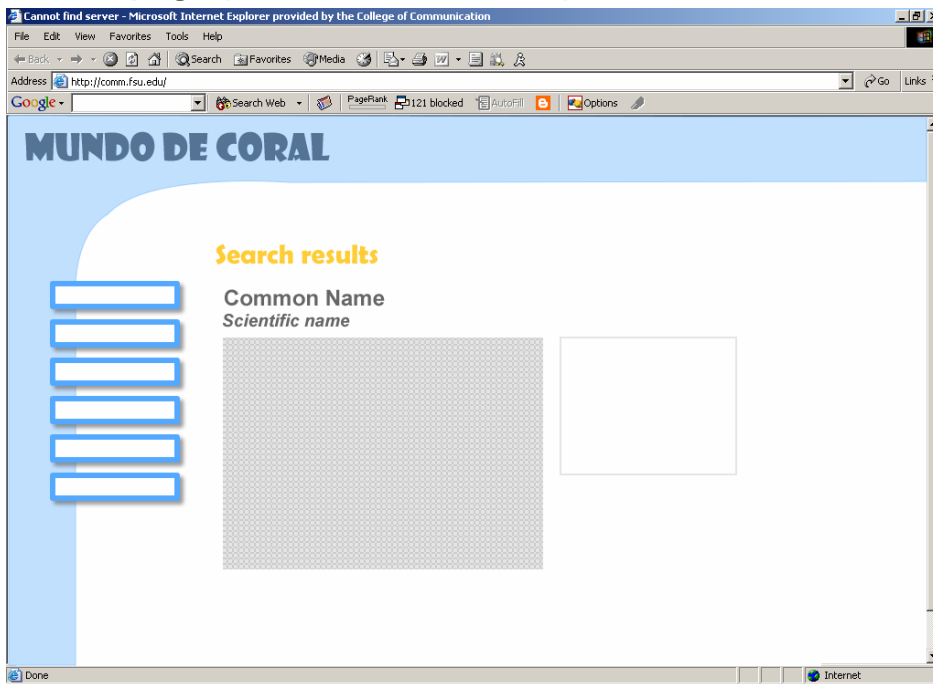 Cannot find server - Microsoft Internet Explorer provided by the College of Communication
File Edit View Favorites Tools Help
Back Search Favorites Media
Address http://comm.fsu.edu/ Go Links
Google Search Web PageRank 121 blocked AutoFill Options
MUNDO DE CORAL
Search results
Common Name
Scientific name
Done Internet